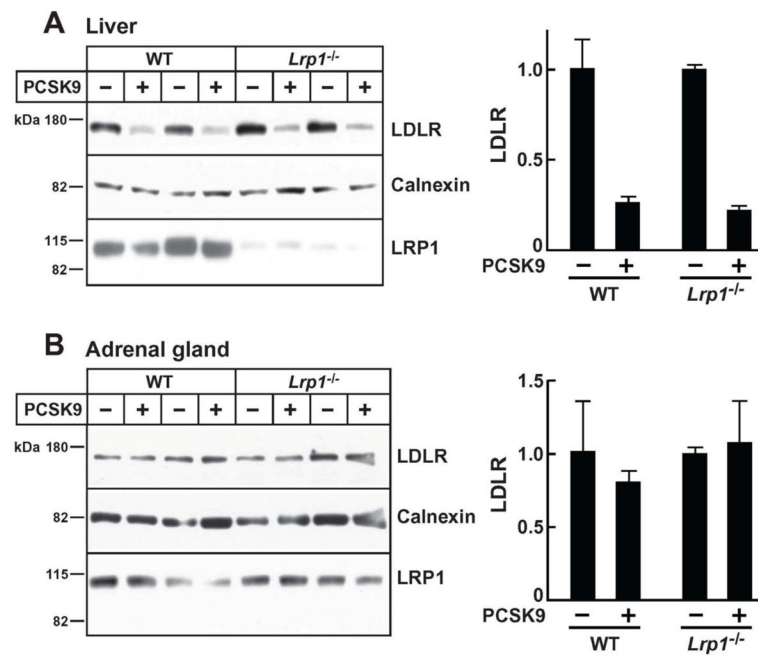 A Liver
WT Lrp1-/-
PCSK9 − + − + − + − +
kDa 180
LDLR
82
Calnexin
115
LRP1
82
LDLR
1.0
0.5
0
PCSK9 − + − +
WT Lrp1-/-
B Adrenal gland
WT Lrp1-/-
PCSK9 − + − + − + − +
kDa 180
LDLR
82
Calnexin
115
LRP1
82
LDLR
1.5
1.0
0.5
0
PCSK9 − + − +
WT Lrp1-/-